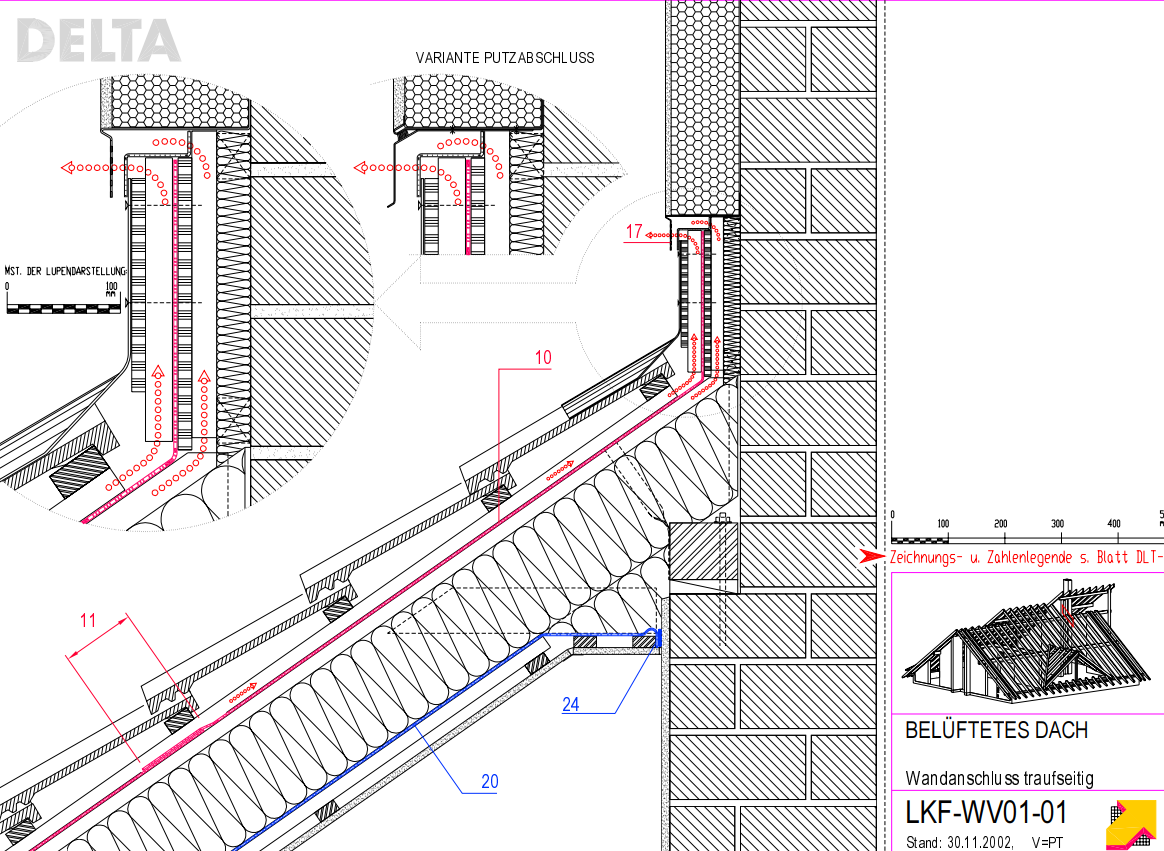 DELTA
VARIANTE PUTZABSCHLUSS
17
MST. DER LUPENDARSTELLUNG
0 100
MM
10
11
24
20
0 100 200 300 400
Zeichnungs- u. Zahlenlegende s. Blatt DLT-
BELÜFTETES DACH
Wandanschluss traufseitig
LKF-WV01-01
Stand: 30.11.2002, V=PT